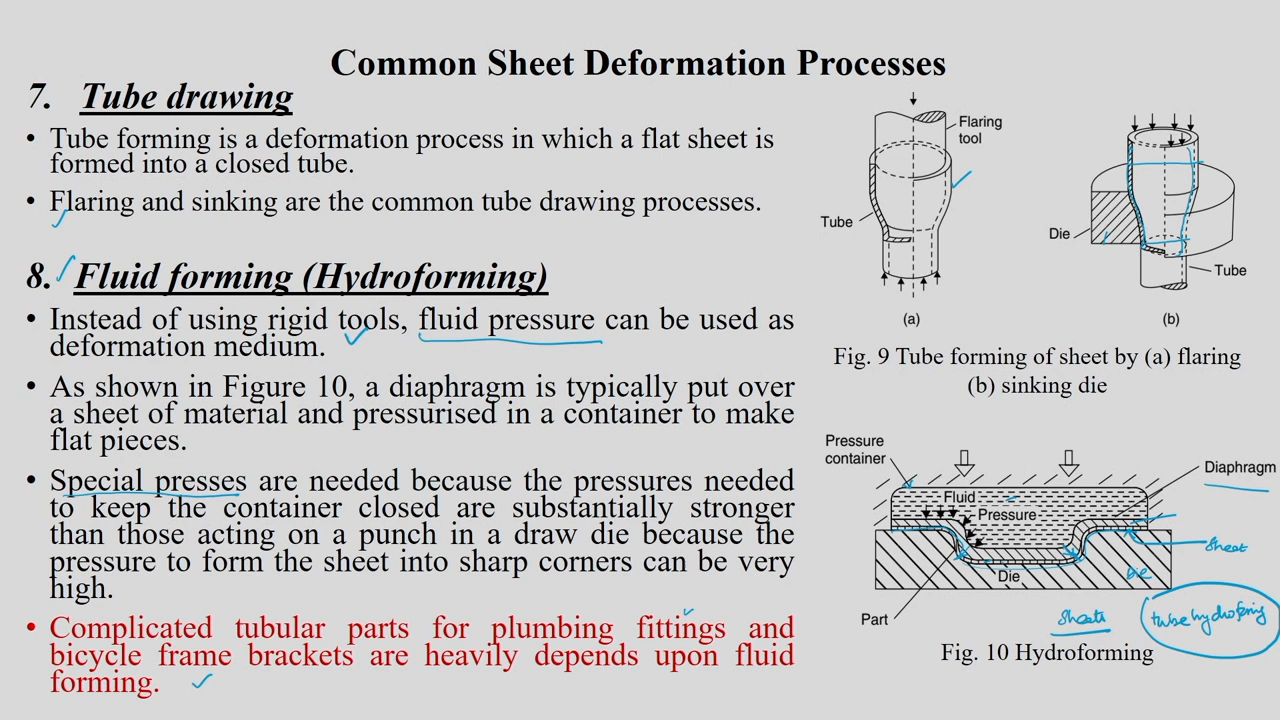 Common Sheet Deformation Processes
7. Tube drawing
• Tube forming is a deformation process in which a flat sheet is
formed into a closed tube.
• Flaring and sinking are the common tube drawing processes.
8. Fluid forming (Hydroforming)
• Instead of using rigid tools, fluid pressure can be used as
deformation medium.
• As shown in Figure 10, a diaphragm is typically put over
a sheet of material and pressurised in a container to make
flat pieces.
• Special presses are needed because the pressures needed
to keep the container closed are substantially stronger
than those acting on a punch in a draw die because the
pressure to form the sheet into sharp corners can be very
high.
• Complicated tubular parts for plumbing fittings and
bicycle frame brackets are heavily depends upon fluid
forming.
Flaring
tool
Tube
(a)
Die
Tube
(b)
Fig. 9 Tube forming of sheet by (a) flaring
(b) sinking die
Pressure
container
Diaphragm
Fluid
Pressure
Sheet
Die
Die
Part
Sheets
tube hydroforing
Fig. 10 Hydroforming